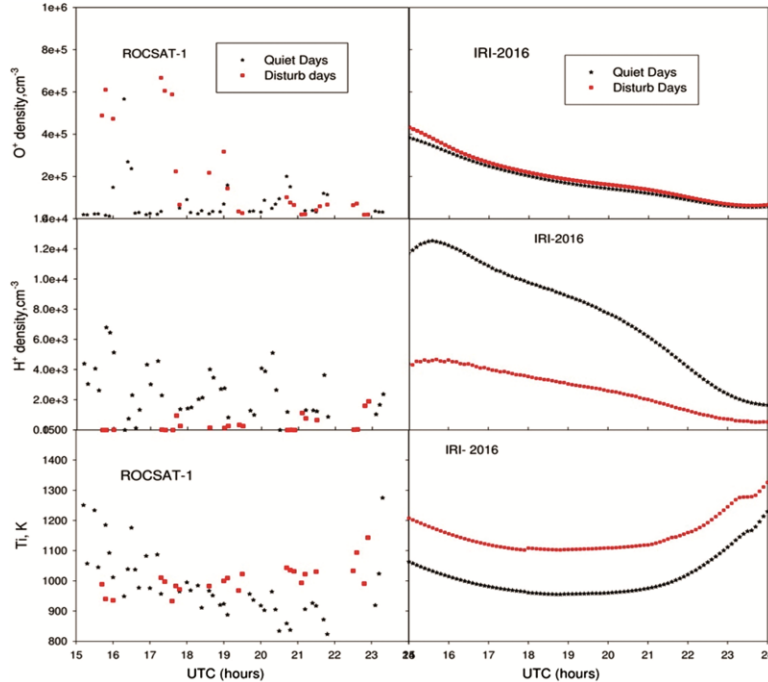 1e+6
8e+5
6e+5
4e+5
2e+5
O⁺ density,cm⁻³
ROCSAT-1
Quiet Days
Disturb days
IRI-2016
Quiet Days
Disturb Days
1.2e+4
1.0e+4
8.0e+3
6.0e+3
4.0e+3
2.0e+3
H⁺ density,cm⁻³
IRI-2016
1400
1300
1200
1100
1000
900
800
Ti, K
ROCSAT-1
IRI- 2016
15 16 17 18 19 20 21 22 23
16 17 18 19 20 21 22 23
UTC (hours)
UTC (hours)